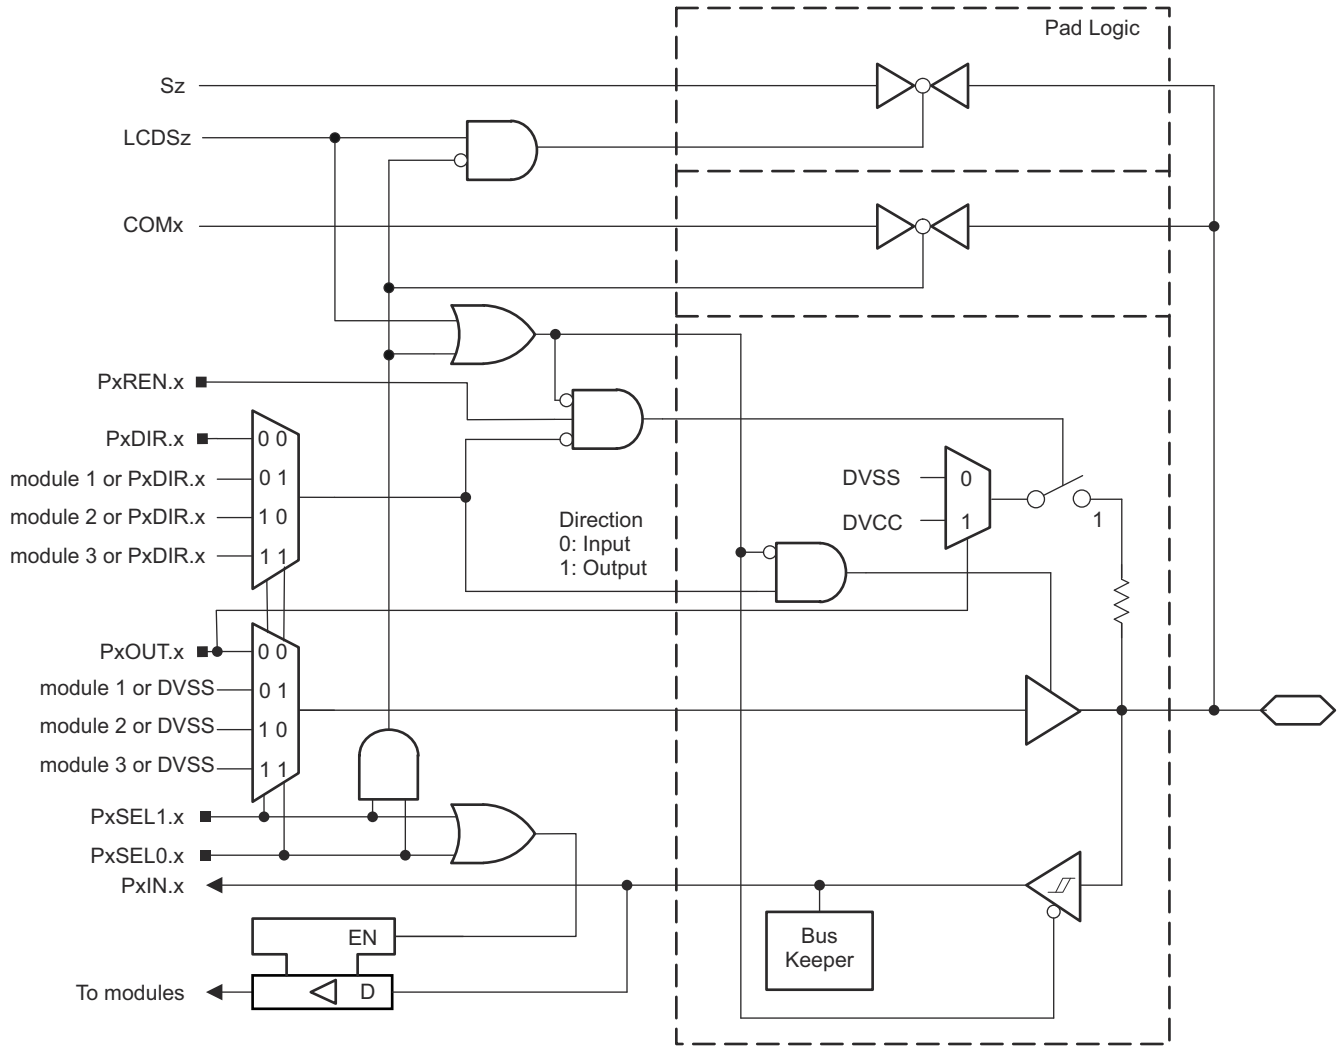 Pad Logic
Sz
LCDSz
COMx
PxREN.x
PxDIR.x
0 0
module 1 or PxDIR.x
0 1
module 2 or PxDIR.x
1 0
module 3 or PxDIR.x
1 1
Direction
0: Input
1: Output
DVSS
0
DVCC
1
1
PxOUT.x
0 0
module 1 or DVSS
0 1
module 2 or DVSS
1 0
module 3 or DVSS
1 1
PxSEL1.x
PxSEL0.x
PxIN.x
EN
Bus
Keeper
To modules
D